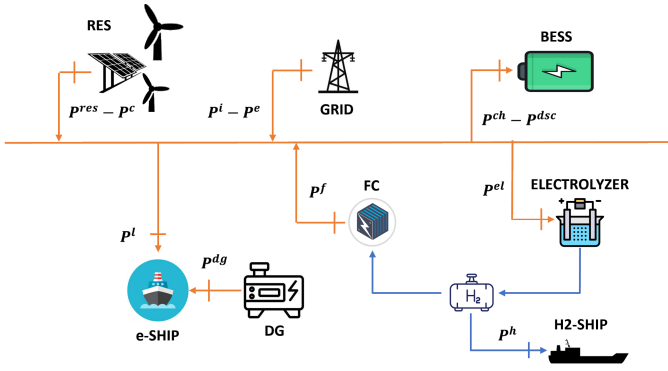 RES
BESS
GRID
P^res − P^c
P^i − P^e
P^ch − P^dsc
P^f
FC
P^el
ELECTROLYZER
+ −
P^l
P^dg
H₂
e-SHIP
DG
P^h
H2-SHIP